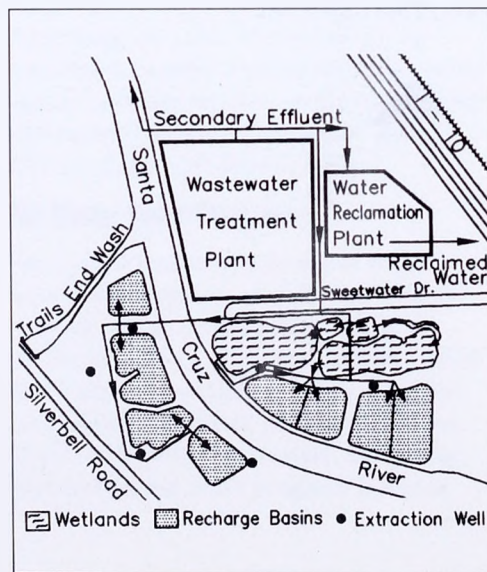 I - 10
Secondary Effluent
Santa
Cruz
River
Wastewater
Treatment
Plant
Water
Reclamation
Plant
Reclaimed
Water
Sweetwater Dr.
Trails End Wash
Silverbell Road
Wetlands
Recharge Basins
Extraction Well